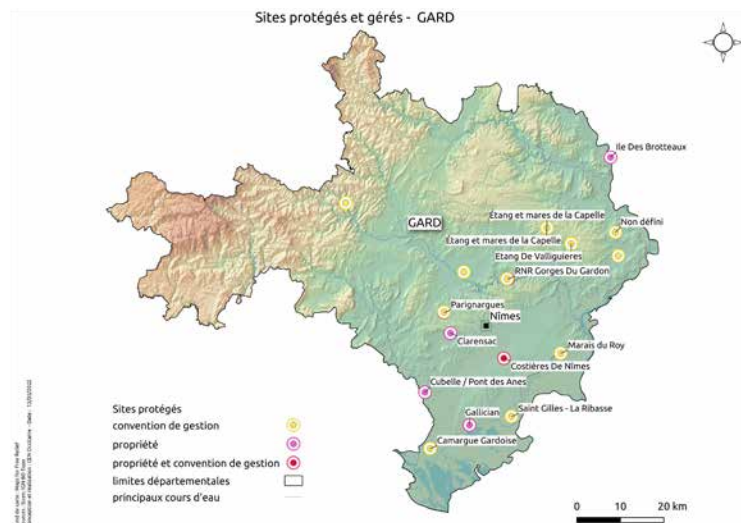 Sites protégés et gérés - GARD
Ile Des Brotteaux
Étang et mares de la Capelle
Non défini
GARD
Étang et mares de la Capelle
Etang De Valliguieres
RNR Gorges Du Gardon
Parignargues
Nîmes
Clarensac
Marais du Roy
Costières De Nîmes
Cubelle / Pont des Anes
Gallician
Saint Gilles - La Ribasse
Camargue Gardoise
Sites protégés
convention de gestion
propriété
propriété et convention de gestion
limites départementales
principaux cours d'eau
0 10 20 km